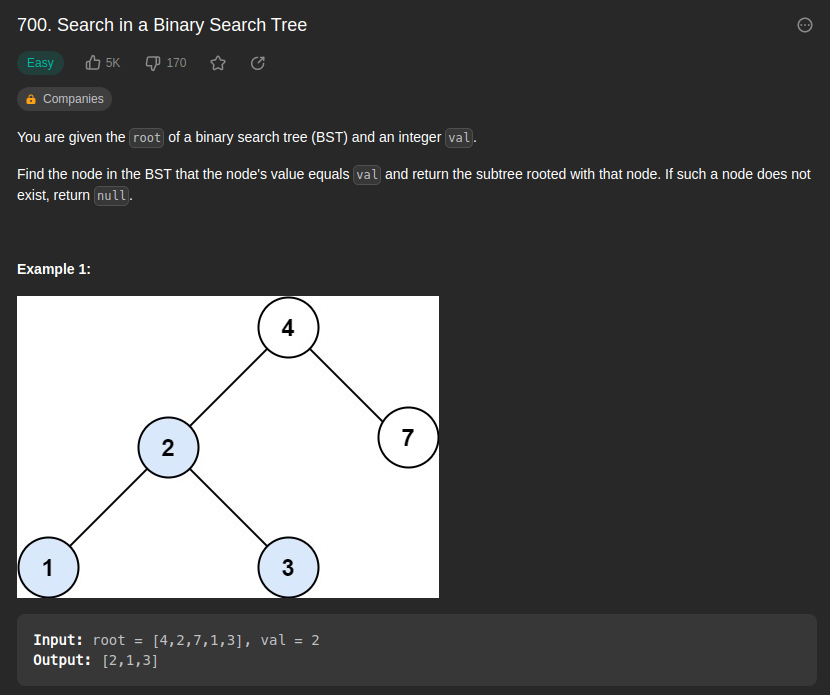 700. Search in a Binary Search Tree
Easy 5K 170
Companies
You are given the root of a binary search tree (BST) and an integer val.
Find the node in the BST that the node's value equals val and return the subtree rooted with that node. If such a node does not
exist, return null.
Example 1:
4
2 7
1 3
Input: root = [4,2,7,1,3], val = 2
Output: [2,1,3]